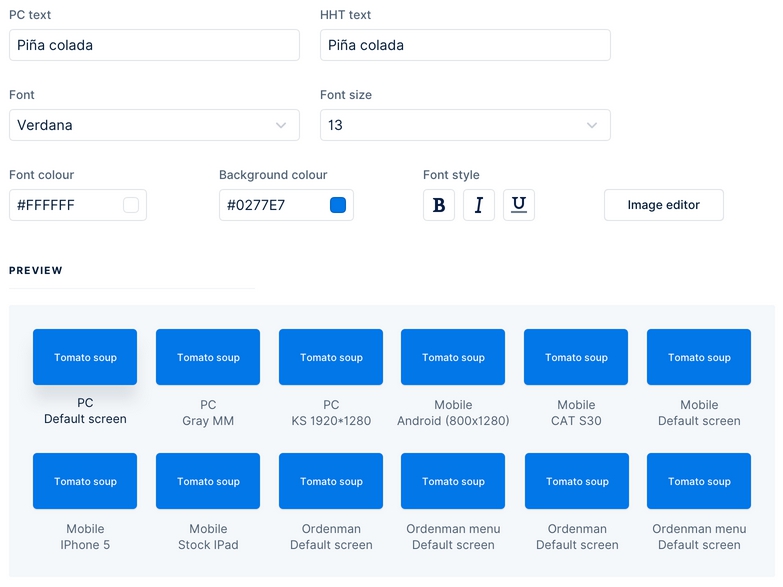 PC text HHT text
Piña colada Piña colada
Font Font size
Verdana 13
Font colour Background colour Font style
#FFFFFF #0277E7 B I U Image editor
PREVIEW
Tomato soup Tomato soup Tomato soup Tomato soup Tomato soup Tomato soup
PC PC PC Mobile Mobile Mobile
Default screen Gray MM KS 1920*1280 Android (800x1280) CAT S30 Default screen
Tomato soup Tomato soup Tomato soup Tomato soup Tomato soup Tomato soup
Mobile Mobile Ordenman Ordenman menu Ordenman Ordenman menu
IPhone 5 Stock IPad Default screen Default screen Default screen Default screen